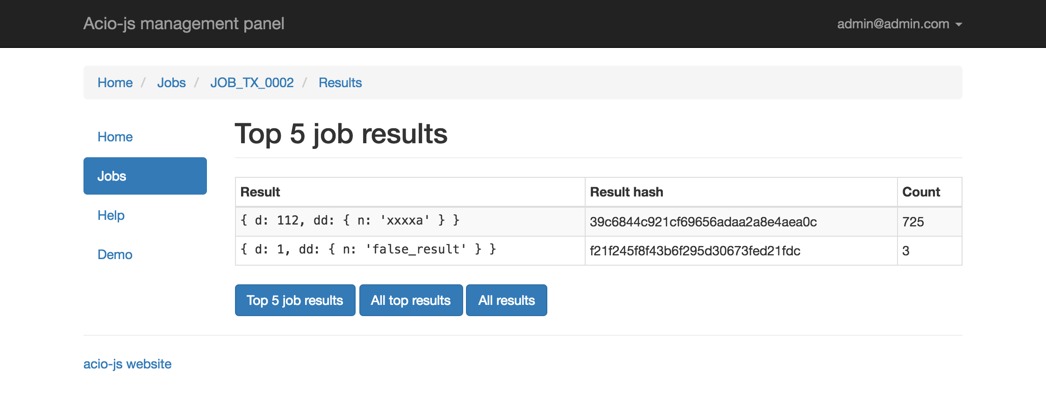 Acio-js management panel admin@admin.com
Home / Jobs / JOB_TX_0002 / Results
Home
Jobs
Help
Demo
Top 5 job results
Result Result hash Count
{ d: 112, dd: { n: 'xxxxa' } } 39c6844c921cf69656adaa2a8e4aea0c 725
{ d: 1, dd: { n: 'false_result' } } f21f245f8f43b6f295d30673fed21fdc 3
Top 5 job results All top results All results
acio-js website